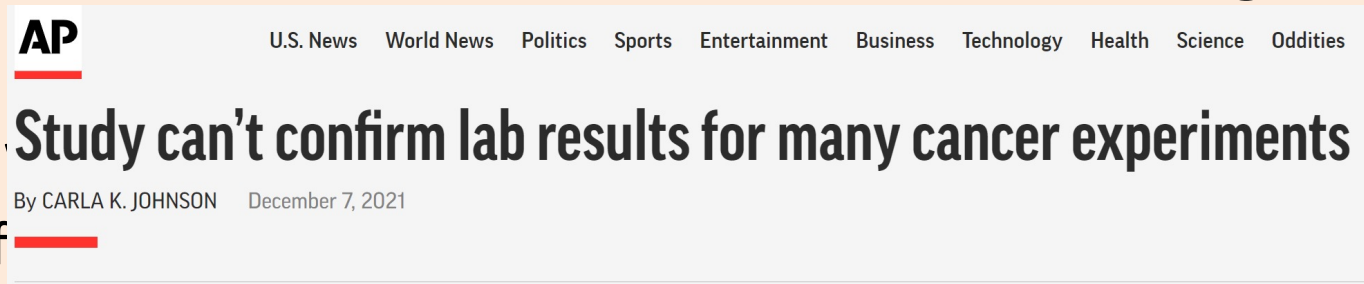 AP
U.S. News World News Politics Sports Entertainment Business Technology Health Science Oddities
Study can't confirm lab results for many cancer experiments
By CARLA K. JOHNSON December 7, 2021
f